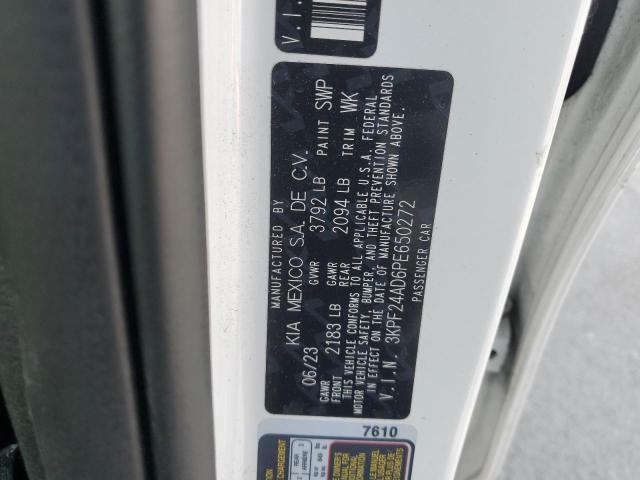 V.I.
MANUFACTURED BY
KIA MEXICO S.A. DE C.V.
06/23 GVWR 3792 LB PAINT SWP
GAWR FRONT 2183 LB GAWR REAR 2094 LB TRIM WK
THIS VEHICLE CONFORMS TO ALL APPLICABLE U.S.A. FEDERAL
MOTOR VEHICLE SAFETY, BUMPER, AND THEFT PREVENTION STANDARDS
IN EFFECT ON THE DATE OF MANUFACTURE SHOWN ABOVE.
V.I.N. 3KPF24AD6PE650272
PASSENGER CAR
7610